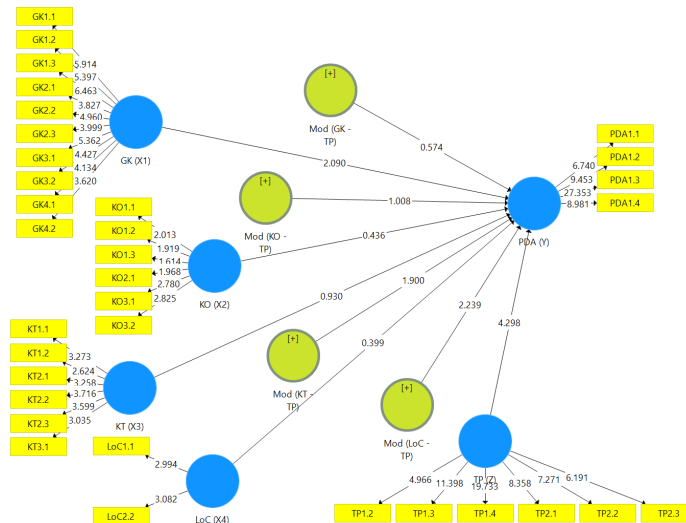 GK1.1
GK1.2
GK1.3
GK2.1
GK2.2
GK2.3
GK3.1
GK3.2
GK4.1
GK4.2
5.914
5.397
6.463
3.827
4.960
3.999
5.362
4.427
4.134
3.620
GK (X1)
[+]
Mod (GK -
TP)
0.574
2.090
PDA1.1
PDA1.2
PDA1.3
PDA1.4
6.740
9.453
27.353
8.981
PDA (Y)
[+]
Mod (KO -
TP)
1.008
0.436
KO1.1
KO1.2
KO1.3
KO2.1
KO3.1
KO3.2
2.013
1.919
1.614
1.968
2.780
2.825
KO (X2)
0.930
1.900
2.239
0.399
4.298
KT1.1
KT1.2
KT2.1
KT2.2
KT2.3
KT3.1
3.273
2.624
3.258
3.716
3.599
3.035
KT (X3)
[+]
Mod (KT -
TP)
[+]
Mod (LoC -
TP)
LoC1.1
LoC2.2
2.994
3.082
LoC (X4)
TP (Z)
4.966
11.398
19.733
8.358
7.271
6.191
TP1.2
TP1.3
TP1.4
TP2.1
TP2.2
TP2.3